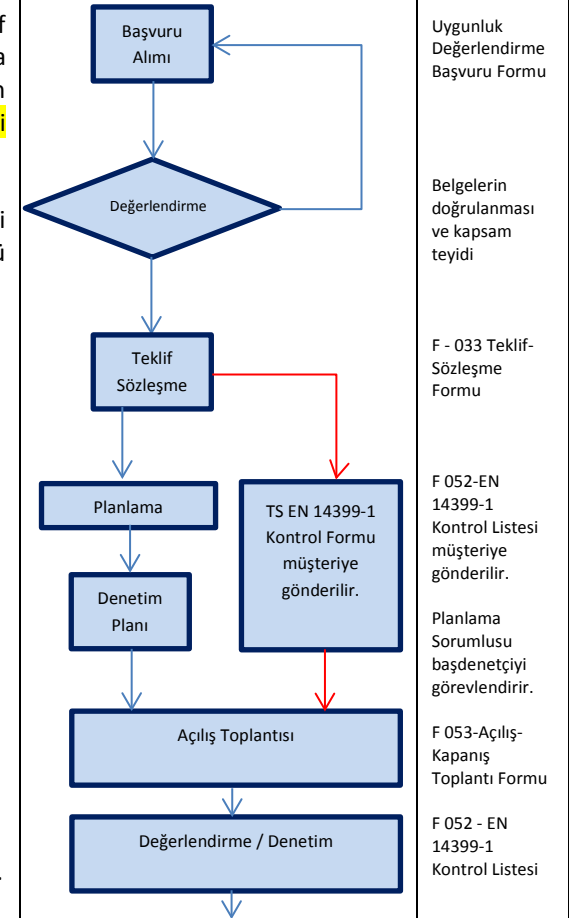 f
a
n
i
i
ü
.
Başvuru
Alımı
Değerlendirme
Teklif
Sözleşme
Planlama
Denetim
Planı
TS EN 14399-1
Kontrol Formu
müşteriye
gönderilir.
Açılış Toplantısı
Değerlendirme / Denetim
Uygunluk
Değerlendirme
Başvuru Formu
Belgelerin
doğrulanması
ve kapsam
teyidi
F - 033 Teklif-
Sözleşme
Formu
F 052-EN
14399-1
Kontrol Listesi
müşteriye
gönderilir.
Planlama
Sorumlusu
başdenetçiyi
görevlendirir.
F 053-Açılış-
Kapanış
Toplantı Formu
F 052 - EN
14399-1
Kontrol Listesi